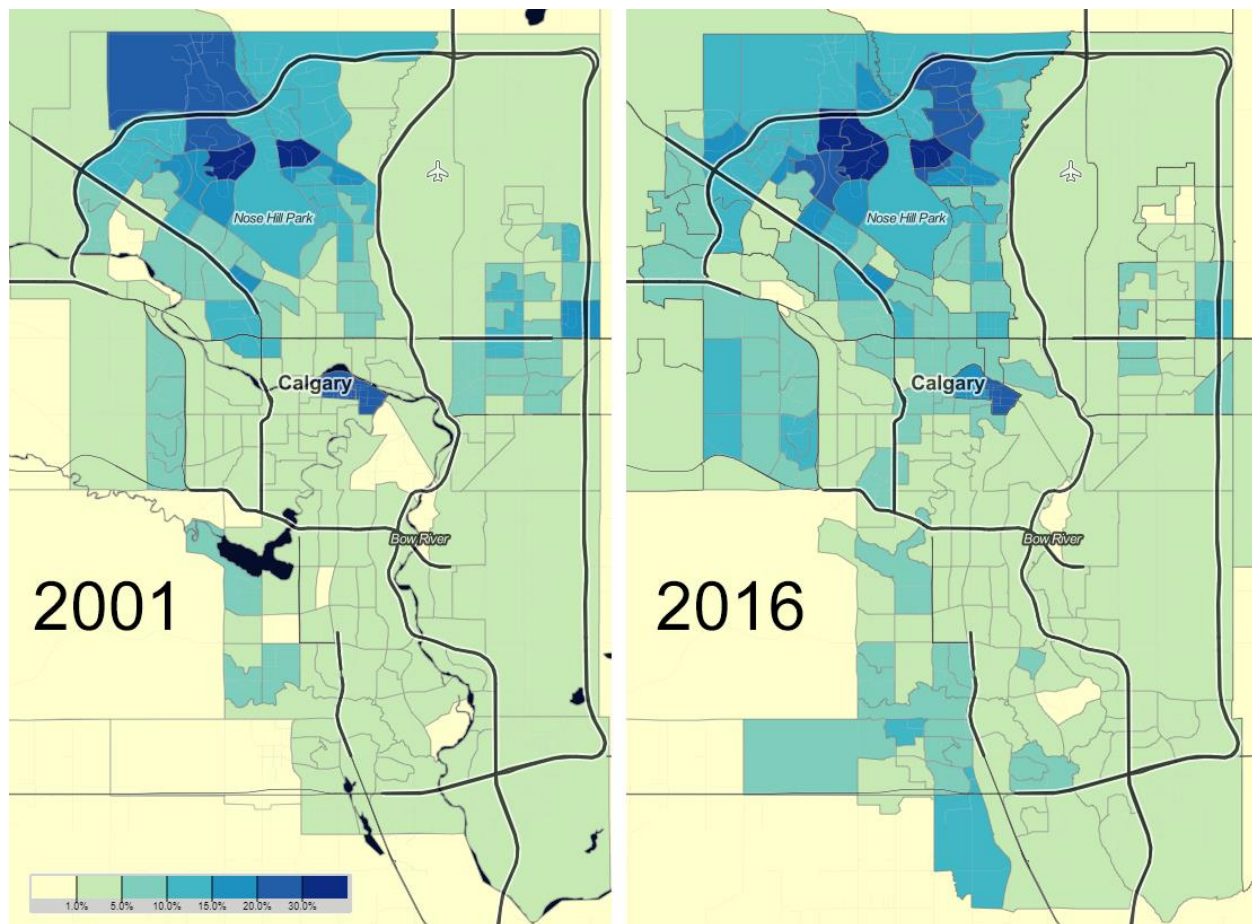 Nose Hill Park
Calgary
Bow River
2001
1.0% 5.0% 10.0% 15.0% 20.0% 30.0%
Nose Hill Park
Calgary
Bow River
2016